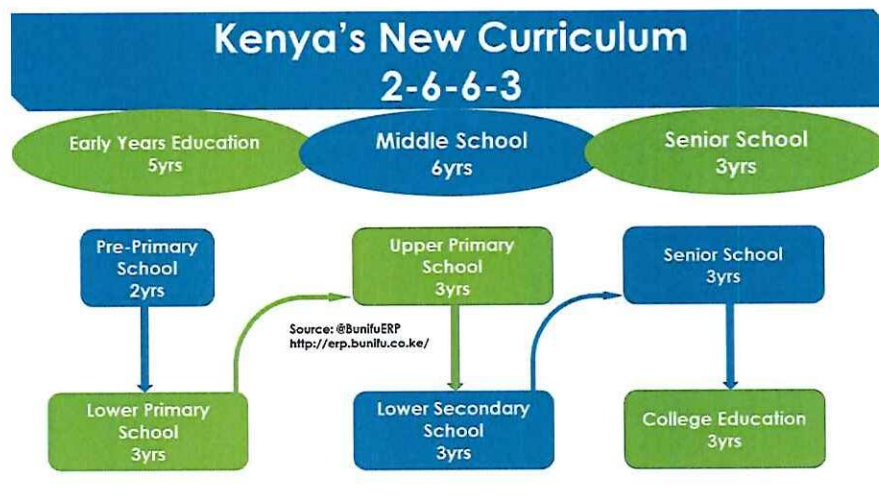 Kenya's New Curriculum
2-6-6-3
Early Years Education
5yrs
Middle School
6yrs
Senior School
3yrs
Pre-Primary
School
2yrs
Upper Primary
School
3yrs
Senior School
3yrs
Source: @BunifuERP
http://erp.bunifu.co.ke/
Lower Primary
School
3yrs
Lower Secondary
School
3yrs
College Education
3yrs